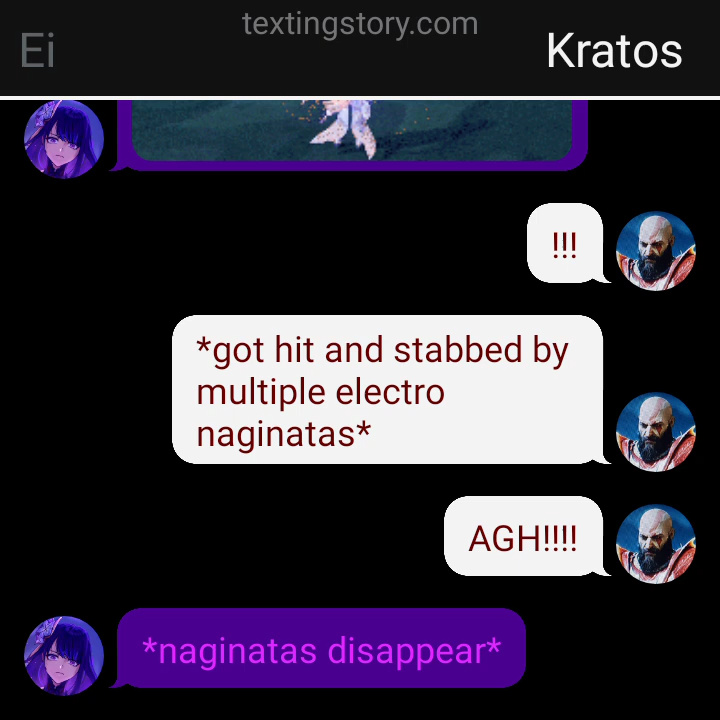 textingstory.com
Ei
Kratos
!!!
*got hit and stabbed by
multiple electro
naginatas*
AGH!!!!
*naginatas disappear*